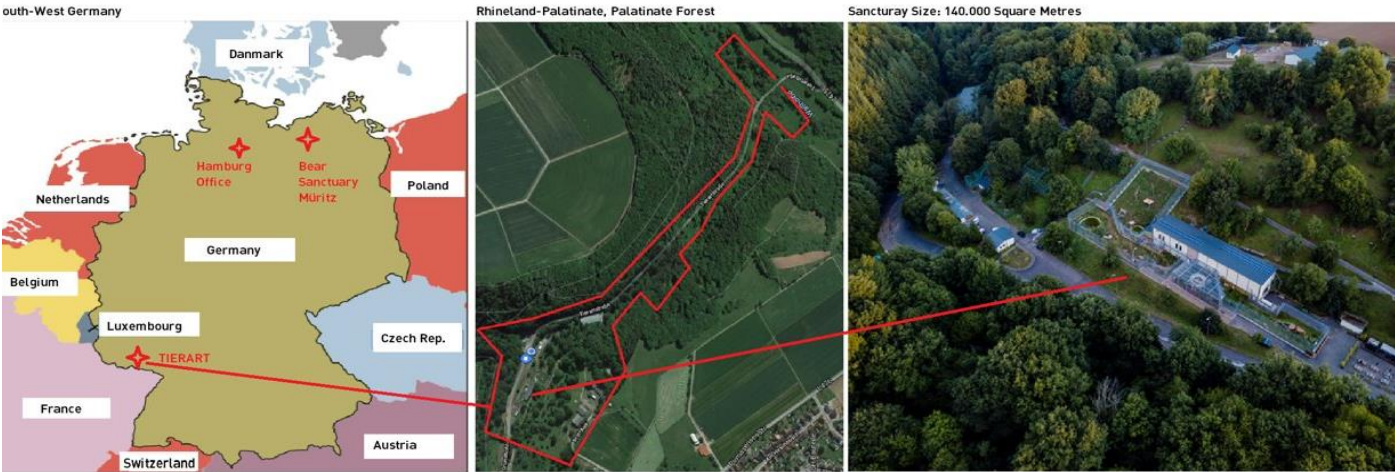 outh-West Germany
Rhineland-Palatinate, Palatinate Forest
Sancturay Size: 140.000 Square Metres
Danmark
Hamburg
Office
Bear
Sanctuary
Müritz
Netherlands
Poland
Germany
Belgium
Luxembourg
Czech Rep.
TIERART
France
Austria
Switzerland